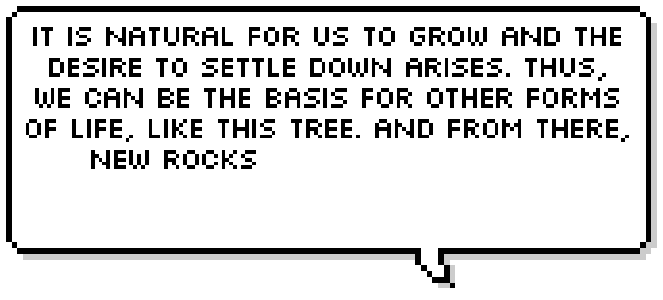 IT IS NATURAL FOR US TO GROW AND THE
DESIRE TO SETTLE DOWN ARISES. THUS,
WE CAN BE THE BASIS FOR OTHER FORMS
OF LIFE, LIKE THIS TREE. AND FROM THERE,
NEW ROCKS